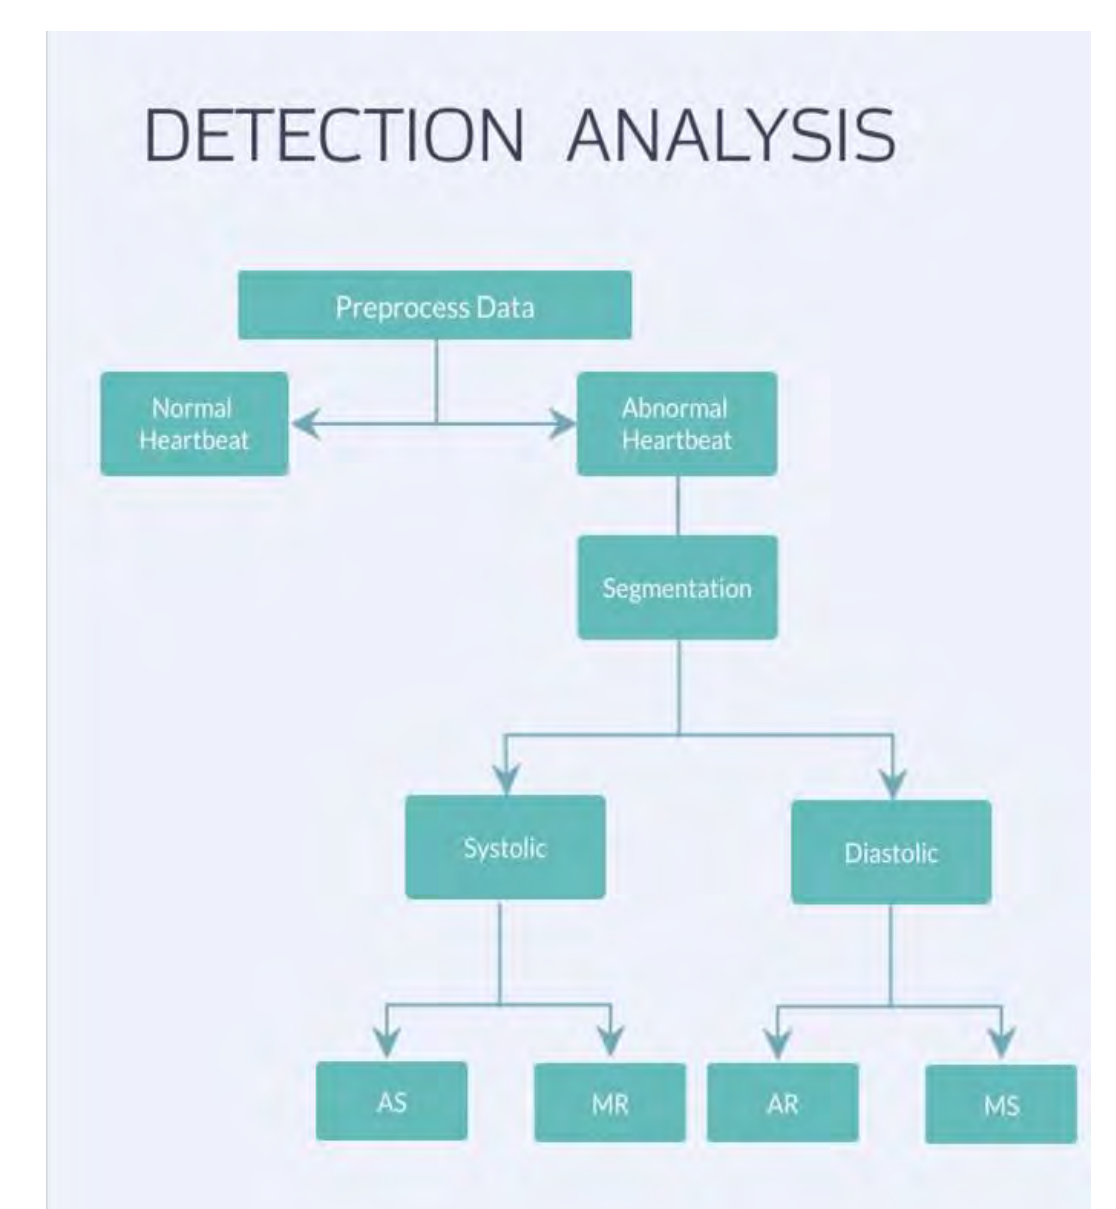 DETECTION ANALYSIS
Preprocess Data
Normal
Heartbeat
Abnormal
Heartbeat
Segmentation
Systolic
Diastolic
AS
MR
AR
MS